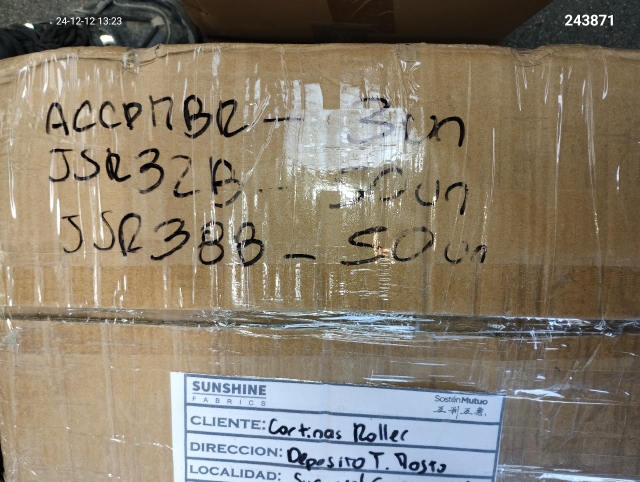 24-12-12 13:23
243871
ACCPMBR - 3un
JSR32B - 50un
JSR38B - 50un
SUNSHINE
FABRICS
SosténMutuo
CLIENTE: Cortinas Roller
DIRECCION: Deposito T.
LOCALIDAD: